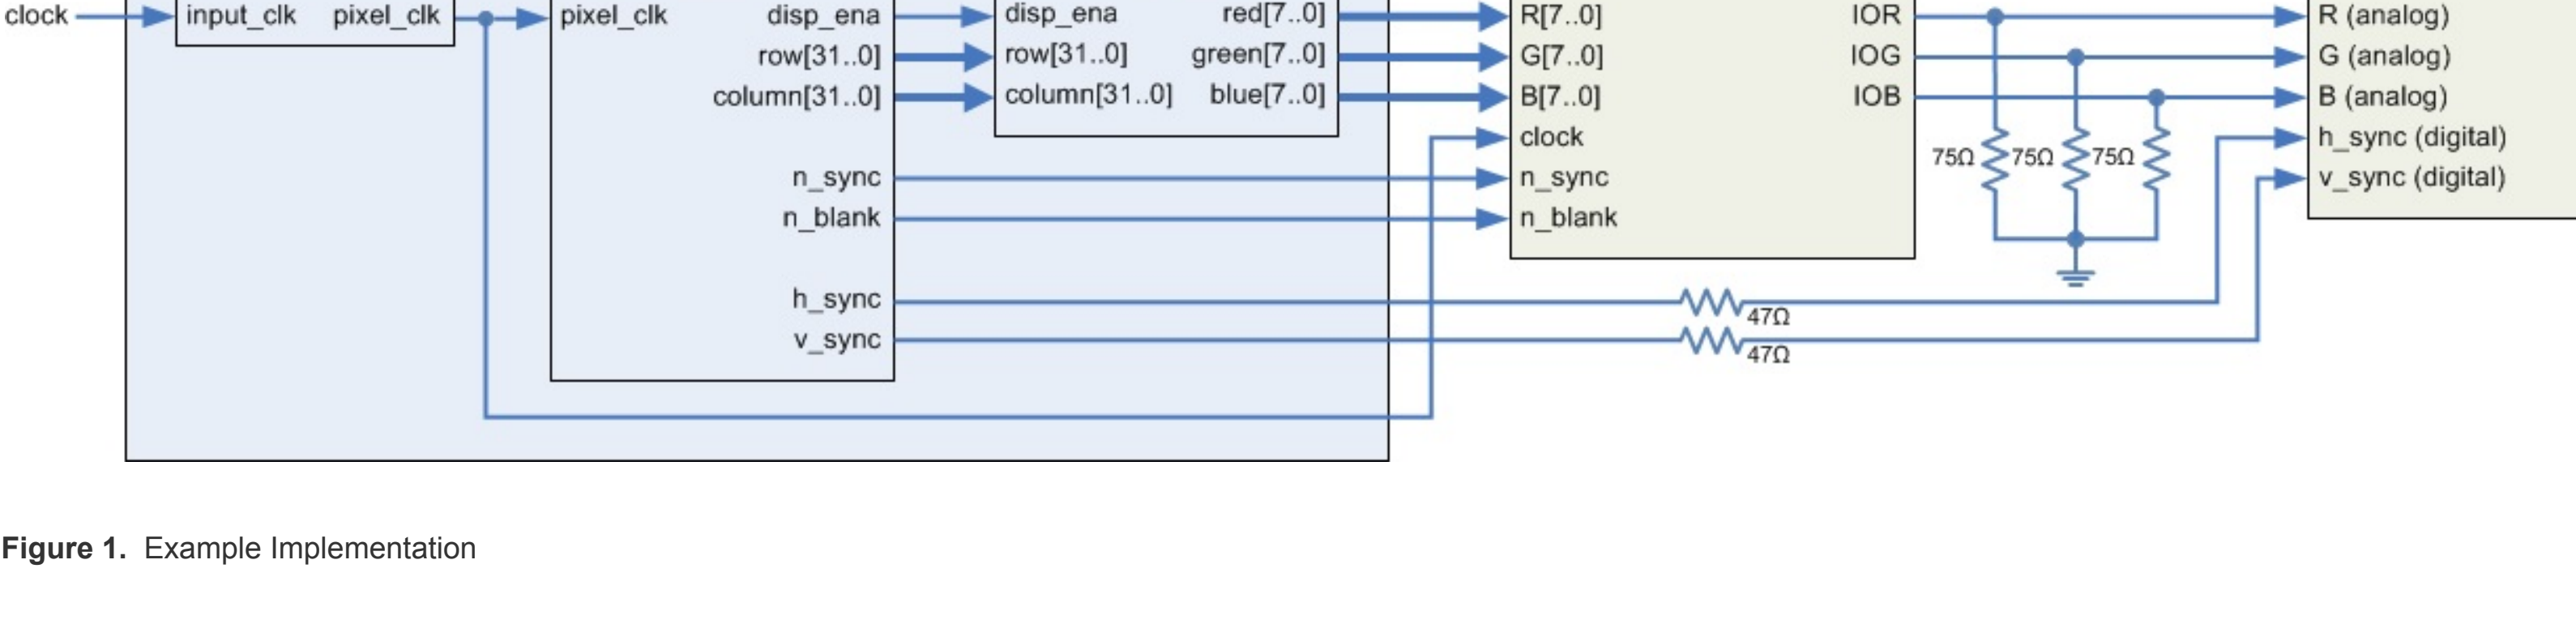 clock input_clk pixel_clk pixel_clk disp_ena disp_ena red[7..0] R[7..0] IOR R (analog)
row[31..0] row[31..0] green[7..0] G[7..0] IOG G (analog)
column[31..0] column[31..0] blue[7..0] B[7..0] IOB B (analog)
clock h_sync (digital)
75Ω 75Ω 75Ω
n_sync n_sync v_sync (digital)
n_blank n_blank
h_sync
47Ω
v_sync
47Ω
Figure 1. Example Implementation